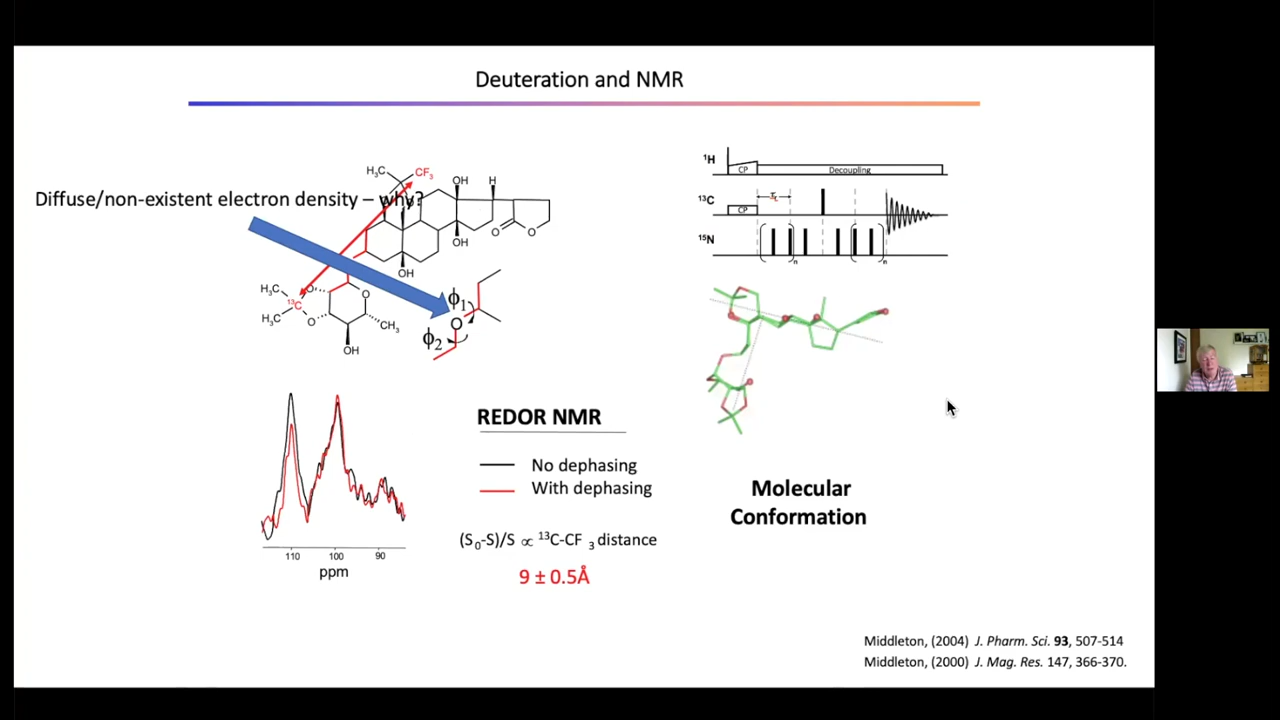 Deuteration and NMR
Diffuse/non-existent electron density – why?
H₃C
CF₃
OH
H
OH
O
O
OH
H₃C
¹³C
H₃C
O
O
O
CH₃
OH
ϕ₁
O
ϕ₂
¹H
CP
Decoupling
¹³C
CP
¹⁵N
n
n
REDOR NMR
No dephasing
With dephasing
(S₀-S)/S ∝ ¹³C-CF ₃ distance
9 ± 0.5Å
110 100 90
ppm
Molecular
Conformation
Middleton, (2004) J. Pharm. Sci. 93, 507-514
Middleton, (2000) J. Mag. Res. 147, 366-370.